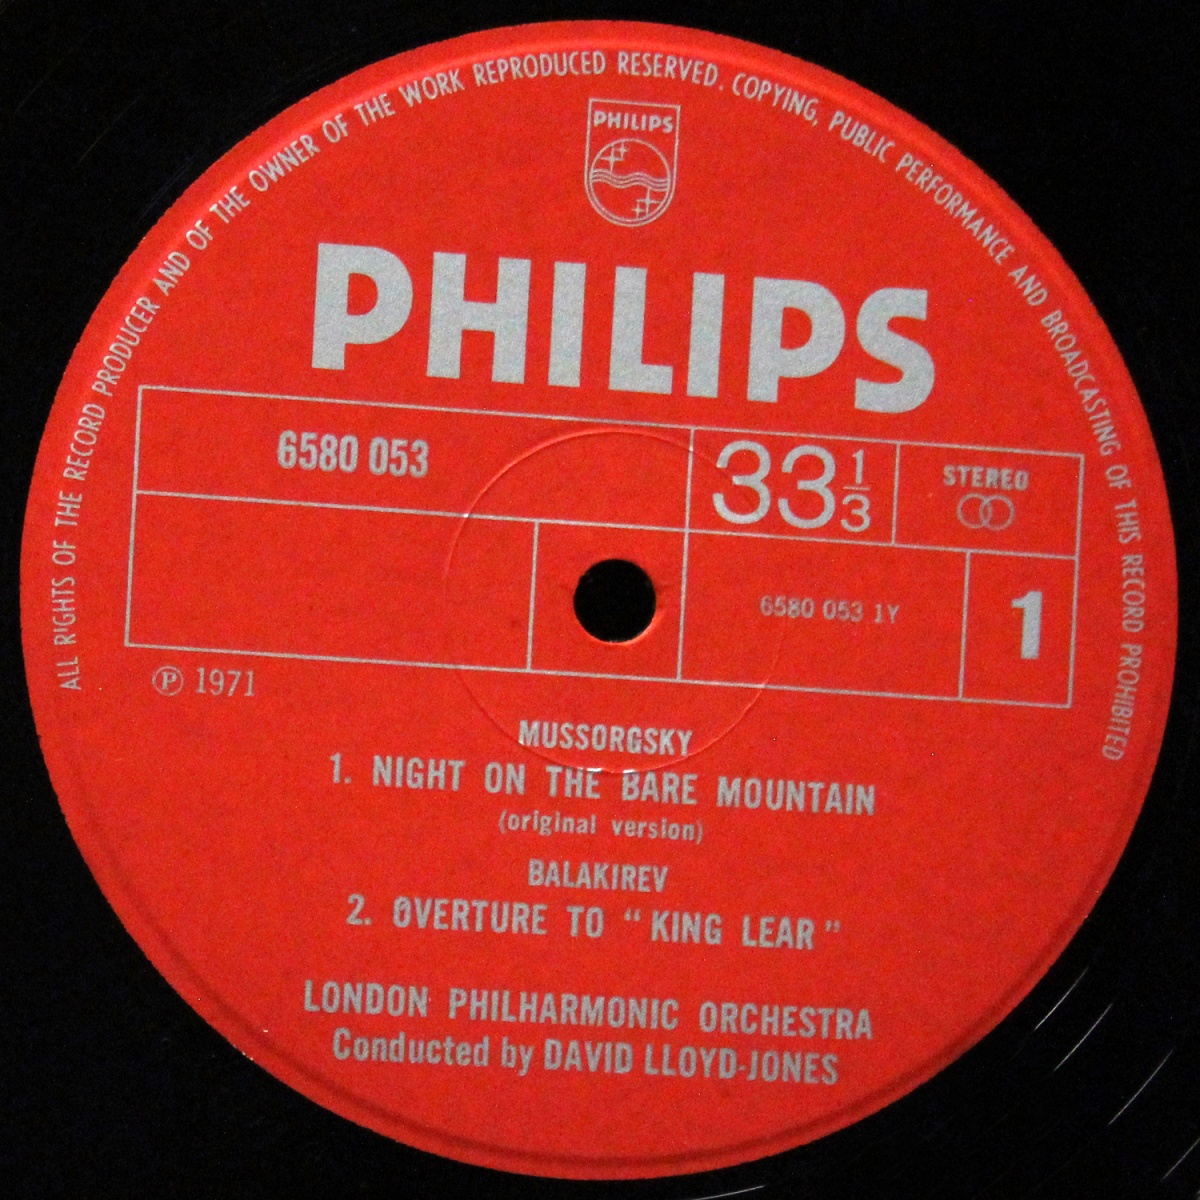 ALL RIGHTS OF THE RECORD PRODUCER AND OF THE OWNER OF THE WORK REPRODUCED RESERVED. COPYING, PUBLIC PERFORMANCE AND BROADCASTING OF THIS RECORD PROHIBITED
PHILIPS
PHILIPS
6580 053
33 1/3
STEREO
6580 053 1Y
1
Ⓟ 1971
MUSSORGSKY
1. NIGHT ON THE BARE MOUNTAIN
(original version)
BALAKIREV
2. OVERTURE TO “ KING LEAR ”
LONDON PHILHARMONIC ORCHESTRA
Conducted by DAVID LLOYD-JONES